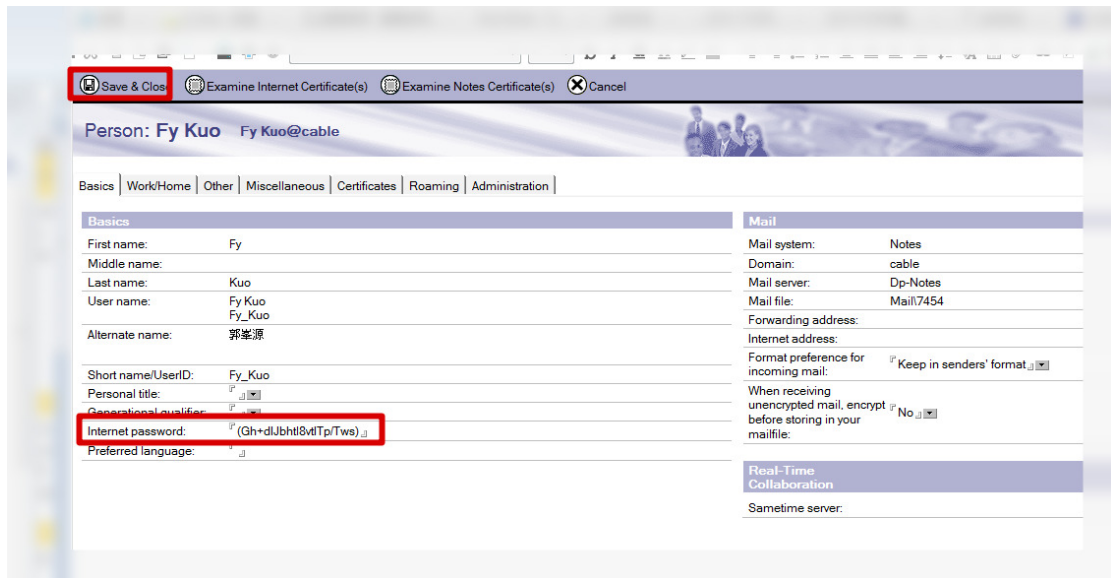 Save & Clos
Examine Internet Certificate(s)
Examine Notes Certificate(s)
Cancel
Person: Fy Kuo Fy Kuo@cable
Basics
Work/Home
Other
Miscellaneous
Certificates
Roaming
Administration
Basics
First name: Fy
Middle name:
Last name: Kuo
User name: Fy Kuo
Fy_Kuo
Alternate name: 郭峯源
Short name/UserID: Fy_Kuo
Personal title:
Generational qualifier:
Internet password: (Gh+dlJbhtl8vtlTp/Tws)
Preferred language:
Mail
Mail system: Notes
Domain: cable
Mail server: Dp-Notes
Mail file: Mail\7454
Forwarding address:
Internet address:
Format preference for
incoming mail: Keep in senders' format
When receiving
unencrypted mail, encrypt
before storing in your
mailfile: No
Real-Time
Collaboration
Sametime server: